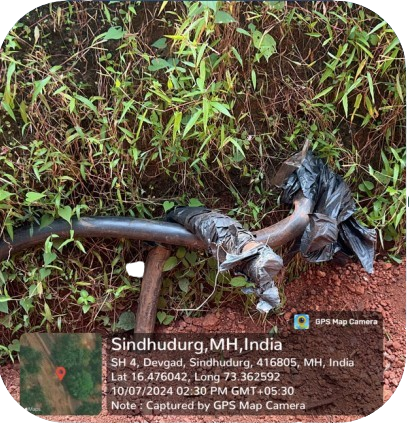 GPS Map Camera
Sindhudurg,MH,India
SH 4, Devgad, Sindhudurg, 416805, MH, India
Lat 16.476042, Long 73.362592
10/07/2024 02:30 PM GMT+05:30
Note : Captured by GPS Map Camera